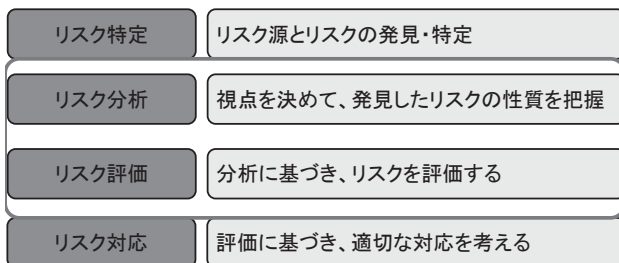 リスク特定 リスク源とリスクの発見・特定
リスク分析 視点を決めて、発見したリスクの性質を把握
リスク評価 分析に基づき、リスクを評価する
リスク対応 評価に基づき、適切な対応を考える